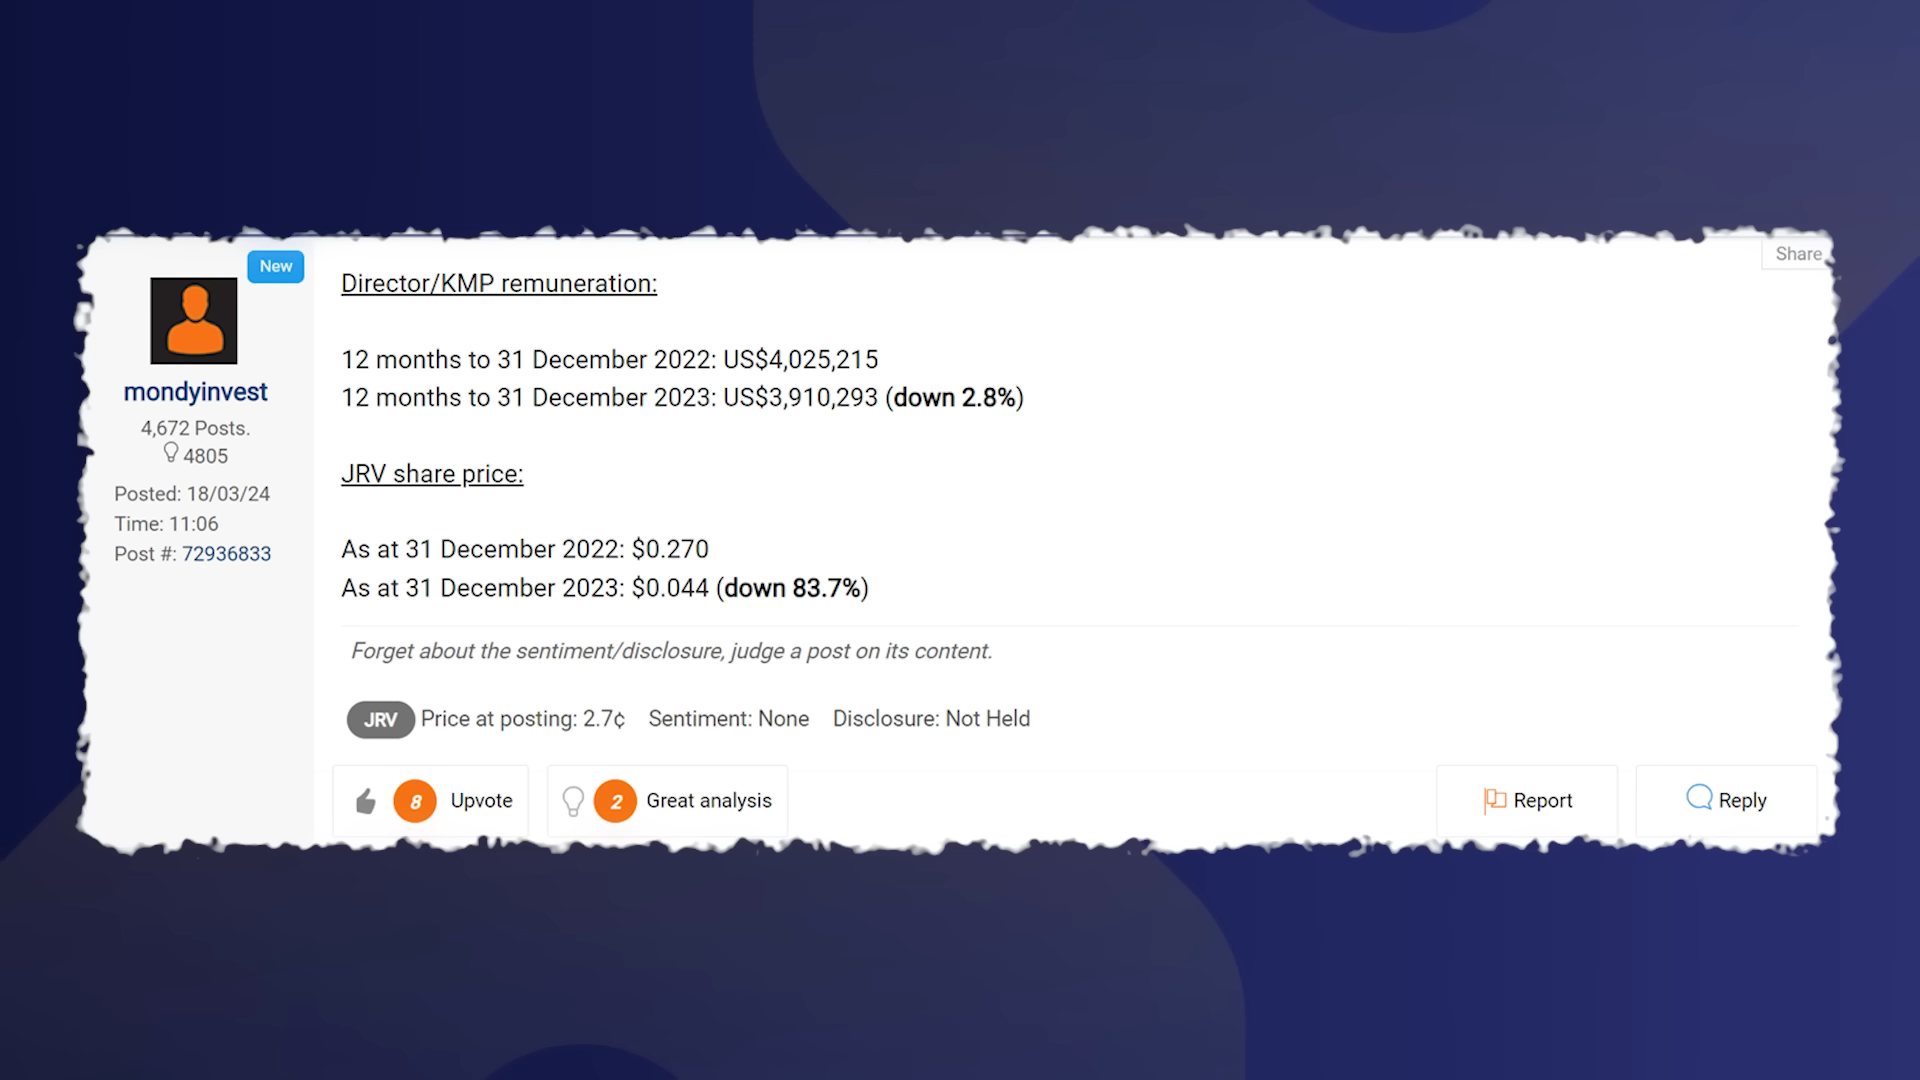 New
mondyinvest
4,672 Posts.
4805
Posted: 18/03/24
Time: 11:06
Post #: 72936833
Share
Director/KMP remuneration:
12 months to 31 December 2022: US$4,025,215
12 months to 31 December 2023: US$3,910,293 (down 2.8%)
JRV share price:
As at 31 December 2022: $0.270
As at 31 December 2023: $0.044 (down 83.7%)
Forget about the sentiment/disclosure, judge a post on its content.
JRV Price at posting: 2.7¢ Sentiment: None Disclosure: Not Held
8 Upvote 2 Great analysis Report Reply